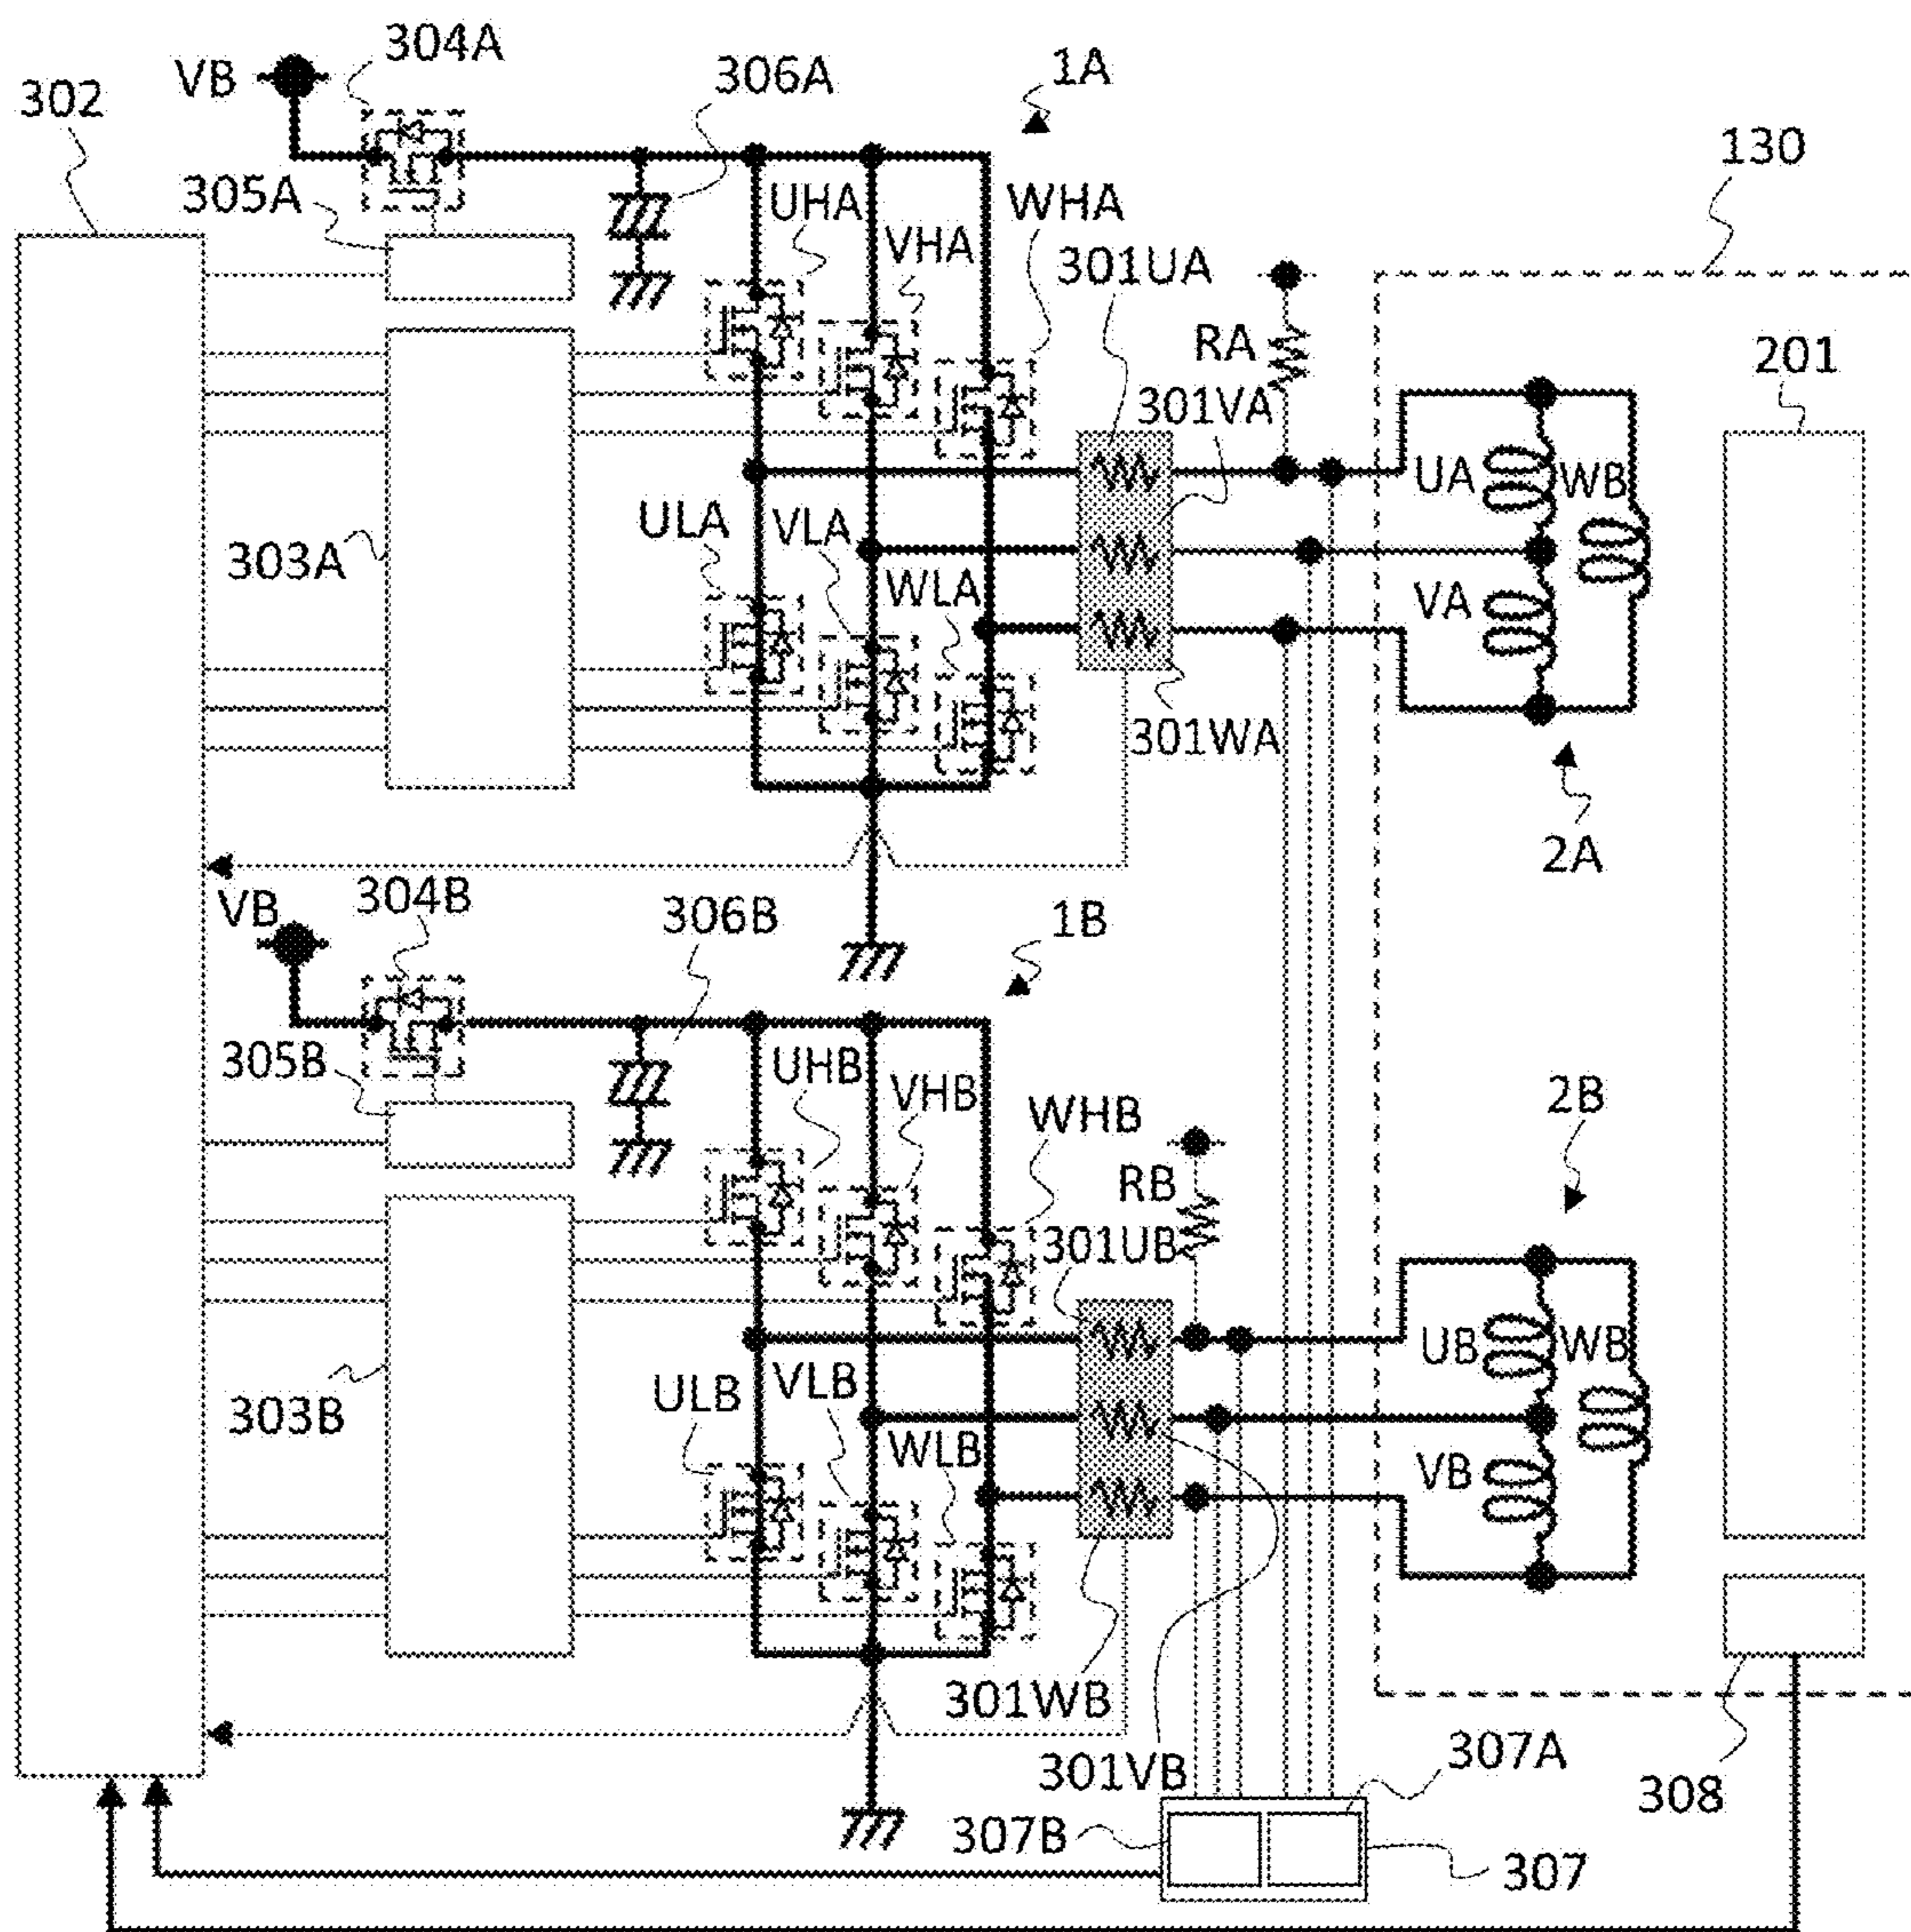 304A
VB
306A
1A
302
130
305A
UHA
WHA
VHA
301UA
RA
201
301VA
UA
WB
ULA
VLA
303A
WLA
VA
301WA
2A
304B
VB
306B
1B
305B
UHB
VHB
2B
WHB
RB
301UB
UB
WB
ULB
VLB
303B
WLB
VB
301WB
307A
301VB
308
307B
307